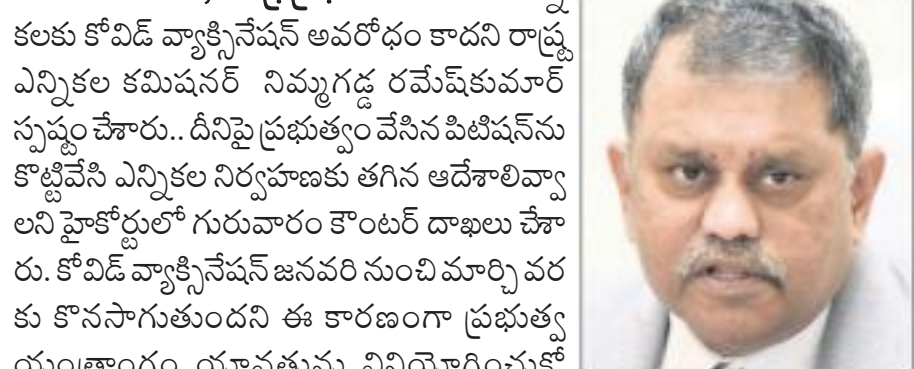 కలకు కోవిడ్ వ్యాక్సినేషన్ అవరోధం కాదని రాష్ట్ర
ఎన్నికల కమిషనర్ నిమ్మగడ్డ రమేష్‌కుమార్
స్పష్టం చేశారు.. దీనిపై ప్రభుత్వం వేసిన పిటిషన్‌ను
కొట్టివేసి ఎన్నికల నిర్వహణకు తగిన ఆదేశాలివ్వా
లని హైకోర్టులో గురువారం కౌంటర్ దాఖలు చేశా
రు. కోవిడ్ వ్యాక్సినేషన్ జనవరి నుంచి మార్చి వర
కు కొనసాగుతుందని ఈ కారణంగా ప్రభుత్వ
యంత్రాంగం యావత్తును వినియోగించుకో